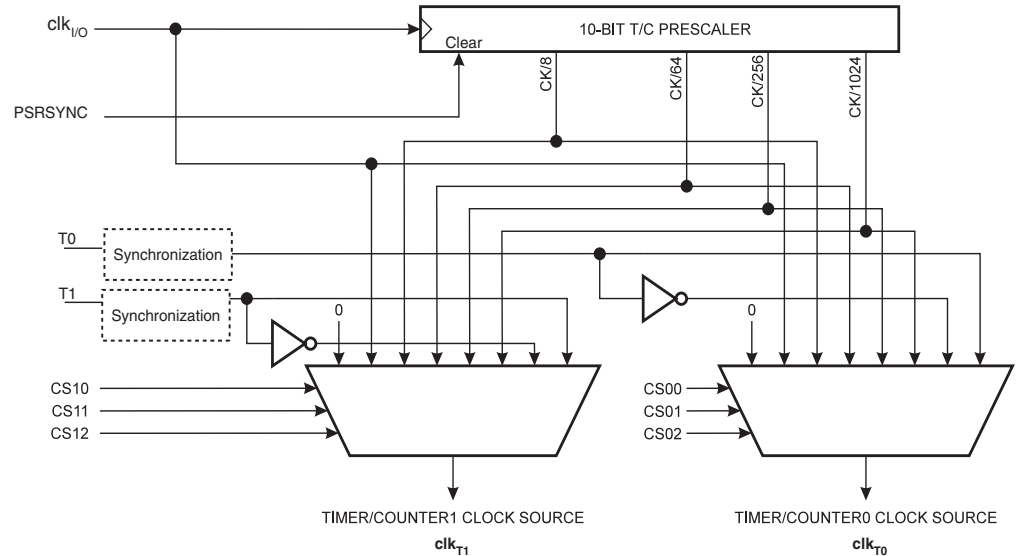 clkI/O
10-BIT T/C PRESCALER
Clear
CK/8
CK/64
CK/256
CK/1024
PSRSYNC
T0
Synchronization
T1
Synchronization
0
0
CS10
CS11
CS12
CS00
CS01
CS02
TIMER/COUNTER1 CLOCK SOURCE
clkT1
TIMER/COUNTER0 CLOCK SOURCE
clkT0